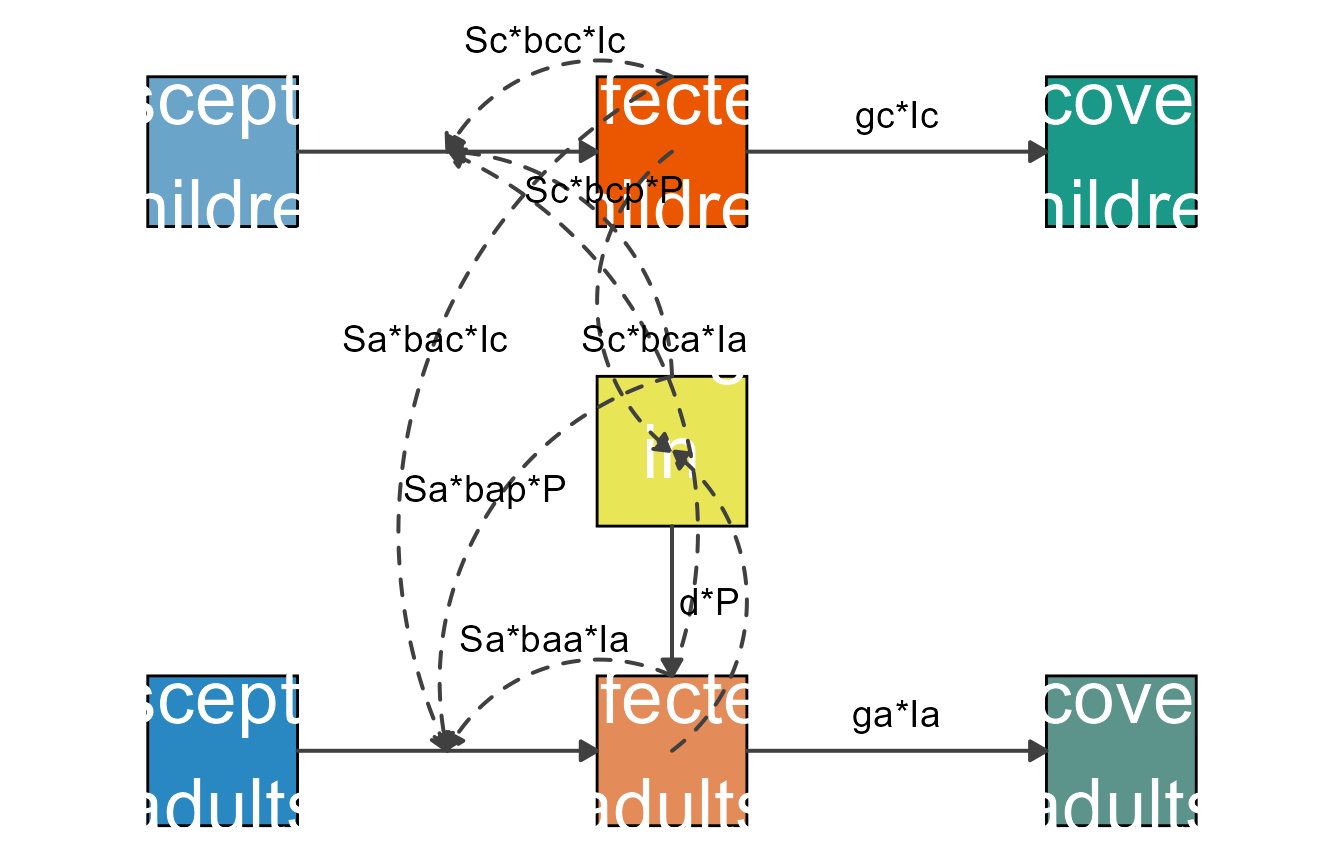 Sc*bcc*Ic
scept
fecte
cove
gc*Ic
Sc*bcp*P
hildre
hildre
hildre
Sa*bac*Ic
Sc*bca*Ia
in
Sa*bap*P
d*P
Sa*baa*Ia
scept
fecte
cove
ga*Ia
adults
adults
adults